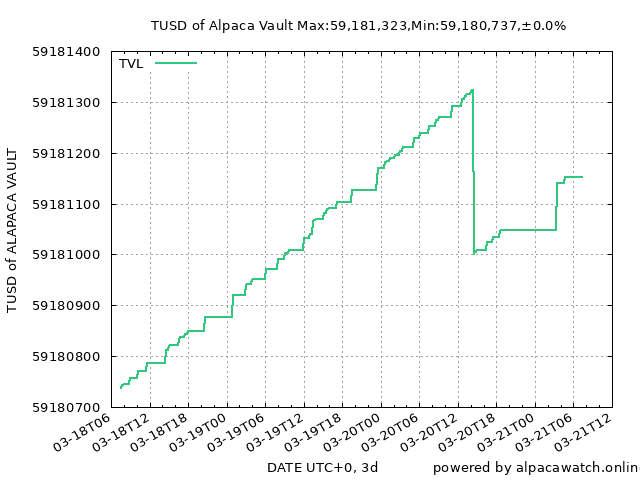 TUSD of Alpaca Vault Max:59,181,323,Min:59,180,737,±0.0%
TVL
59181400
59181300
59181200
59181100
59181000
59180900
59180800
59180700
TUSD of ALAPACA VAULT
03-18T06
03-18T12
03-18T18
03-19T00
03-19T06
03-19T12
03-19T18
03-20T00
03-20T06
03-20T12
03-20T18
03-21T00
03-21T06
03-21T12
DATE UTC+0, 3d
powered by alpacawatch.online